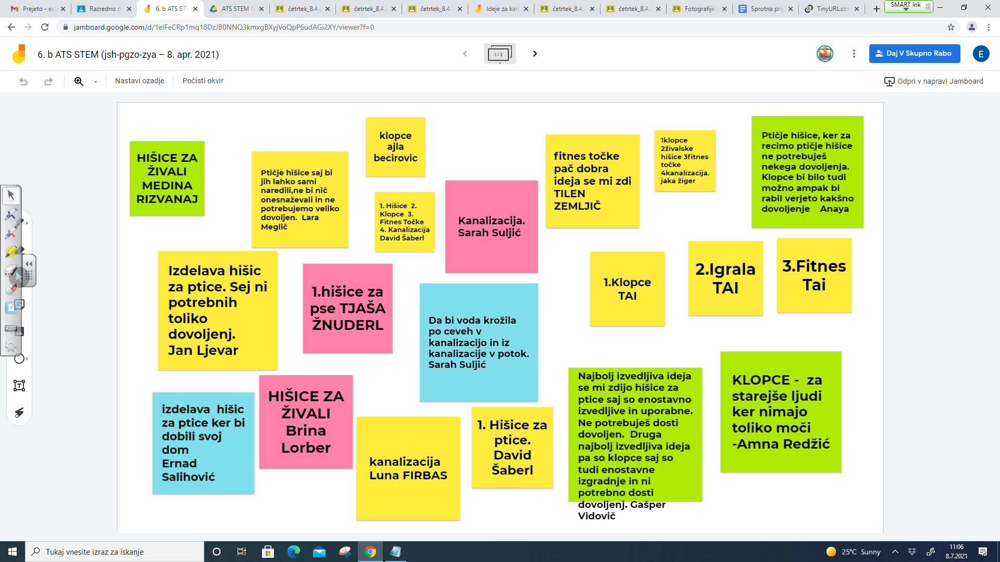 Prejeto - ev
Razredno d
6. b ATS STE
ATS STEM G
četrtek_8.4.
četrtek_8.4.2
četrtek_8.4.
Ideje za kan
četrtek_8.4.
četrtek_8.4.2
Fotografije
Sprotna prip
TinyURL.co
SMART Ink
jamboard.google.com/d/1eIFeCRp1mq18DzJB0NNQ3kmxgBXyjVoQpP6udAGi2XY/viewer?f=0
6. b ATS STEM (jsh-pgzo-zya – 8. apr. 2021)
1 / 2
Daj V Skupno Rabo
E
Nastavi ozadje
Počisti okvir
Odpri v napravi Jamboard
HIŠICE ZA
ŽIVALI
MEDINA
RIZVANAJ
Ptičje hišice saj bi
jih lahko sami
naredili,ne bi nič
onesnaževali in ne
potrebujemo veliko
dovoljen.  Lara
Meglič
klopce
ajla
becirovic
1. Hišice  2.
Klopce  3.
Fitnes Točke
4. Kanalizacija
David Šaberl
Kanalizacija.
Sarah Suljić
fitnes točke
pač dobra
ideja se mi zdi
TILEN
ZEMLJIČ
1klopce
2živalske
hišice 3fitnes
točke
4kanalizacija.
jaka žiger
Ptičje hišice, ker za
recimo ptičje hišice
ne potrebuješ
nekega dovoljenja.
Klopce bi bilo tudi
možno ampak bi
rabil verjeto kakšno
dovoljenje    Anaya
Izdelava hišic
za ptice. Sej ni
potrebnih
toliko
dovoljenj.
Jan Ljevar
1.hišice za
pse TJAŠA
ŽNUDERL
Da bi voda krožila
po ceveh v
kanalizacijo in iz
kanalizacije v potok.
Sarah Suljić
1.Klopce
TAI
2.Igrala
TAI
3.Fitnes
Tai
izdelava  hišic
za ptice ker bi
dobili svoj
dom
Ernad
Salihović
HIŠICE ZA
ŽIVALI
Brina
Lorber
kanalizacija
Luna FIRBAS
1. Hišice za
ptice.
David
Šaberl
Najbolj izvedljiva ideja
se mi zdijo hišice za
ptice saj so enostavno
izvedljive in uporabne.
Ne potrebuješ dosti
dovoljen.  Druga
najbolj izvedljiva ideja
pa so klopce saj so
tudi enostavne
izgradnje in ni
potrebno dosti
dovoljenj. Gašper
Vidovič
KLOPCE -  za
starejše ljudi
ker nimajo
toliko moči
-Amna Redžić
Tukaj vnesite izraz za iskanje
25°C  Sunny
11:06
8.7.2021